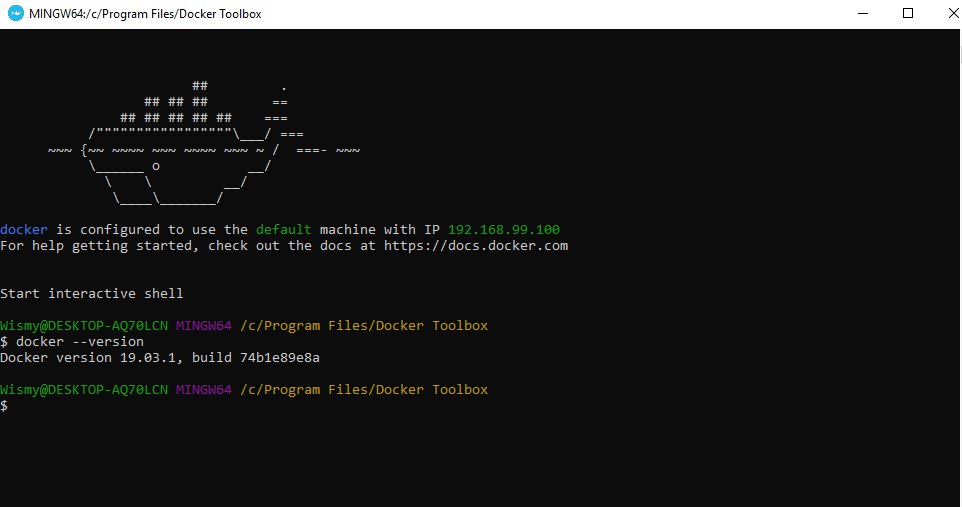 MINGW64:/c/Program Files/Docker Toolbox
                        ##         .
                  ## ## ##        ==
               ## ## ## ## ##    ===
           /"""""""""""""""""\___/ ===
      ~~~ {~~ ~~~~ ~~~ ~~~~ ~~~ ~ /  ===- ~~~
           \______ o           __/
             \    \         __/
              \____\_______/
docker is configured to use the default machine with IP 192.168.99.100
For help getting started, check out the docs at https://docs.docker.com
Start interactive shell
Wismy@DESKTOP-AQ70LCN MINGW64 /c/Program Files/Docker Toolbox
$ docker --version
Docker version 19.03.1, build 74b1e89e8a
Wismy@DESKTOP-AQ70LCN MINGW64 /c/Program Files/Docker Toolbox
$